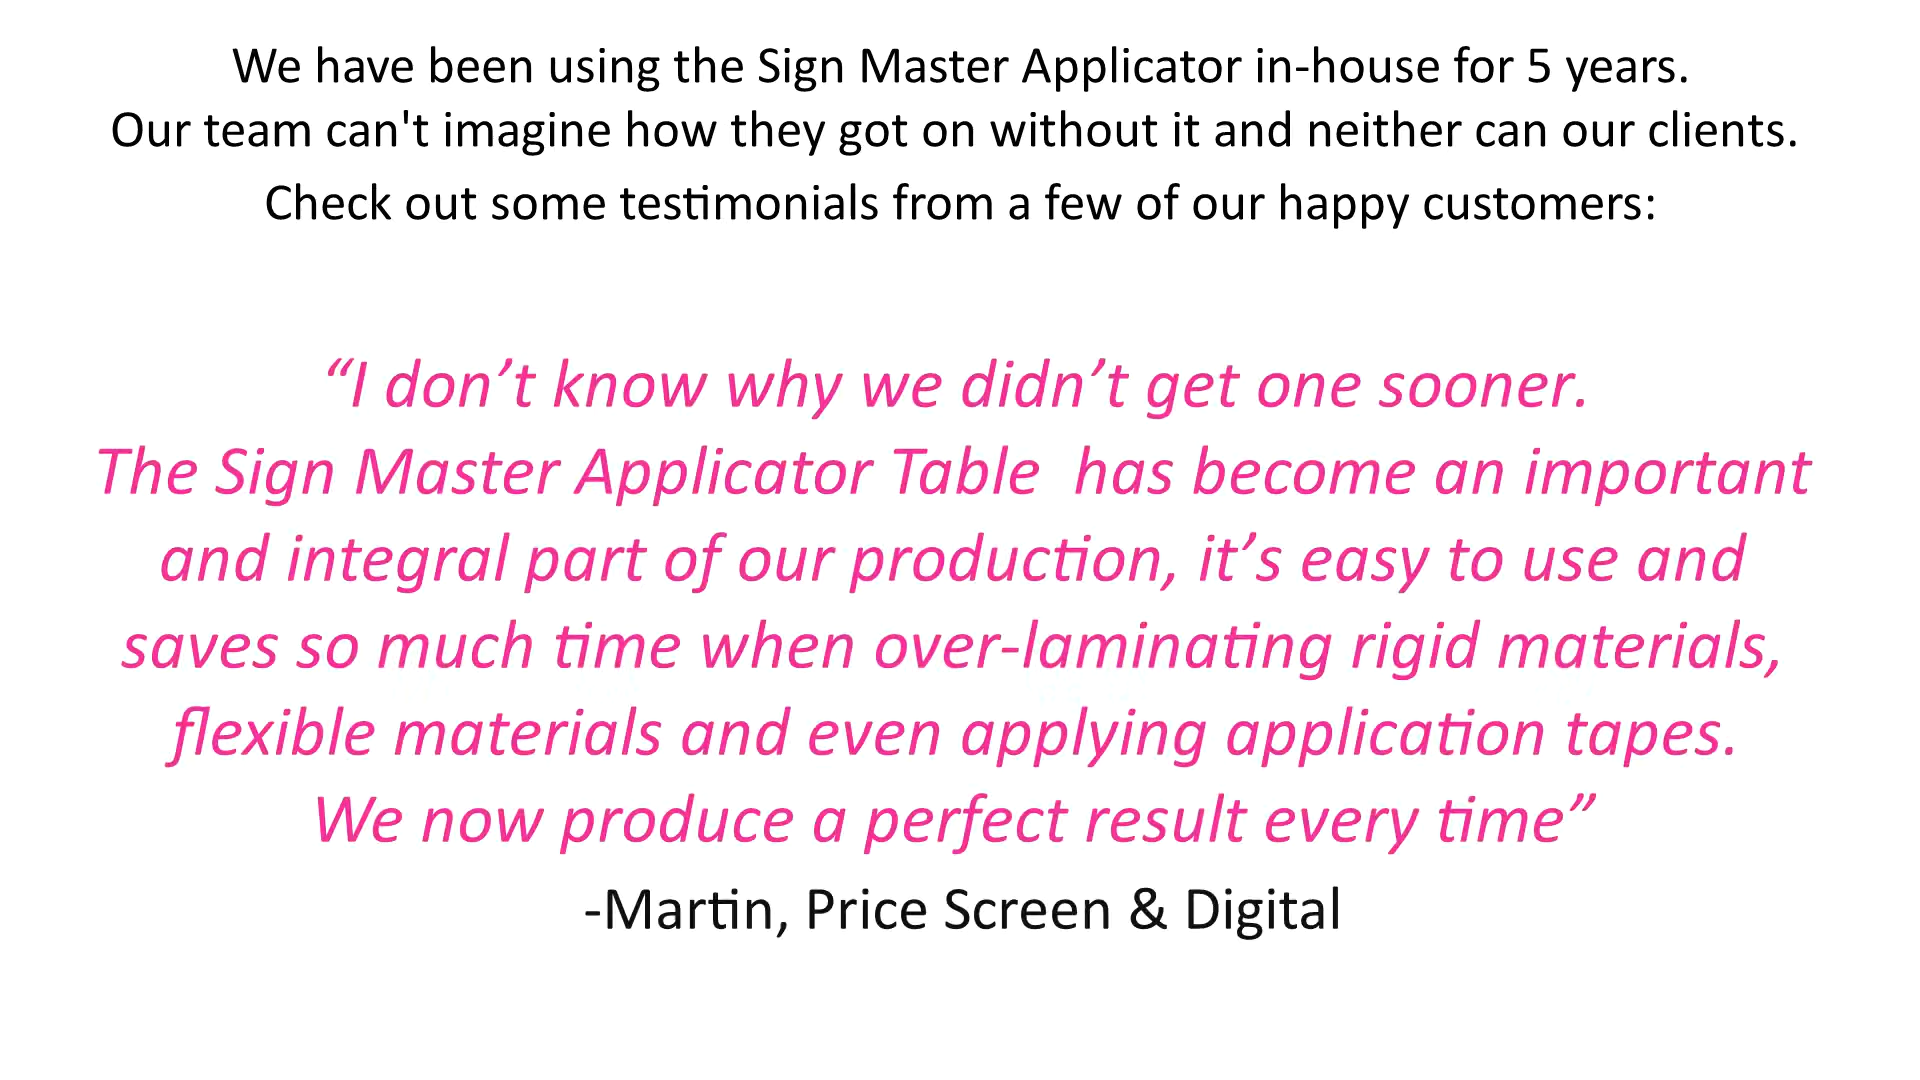 We have been using the Sign Master Applicator in-house for 5 years.
Our team can't imagine how they got on without it and neither can our clients.
Check out some testimonials from a few of our happy customers:
“I don’t know why we didn’t get one sooner.
The Sign Master Applicator Table  has become an important
and integral part of our production, it’s easy to use and
saves so much time when over-laminating rigid materials,
flexible materials and even applying application tapes.
We now produce a perfect result every time”
-Martin, Price Screen & Digital